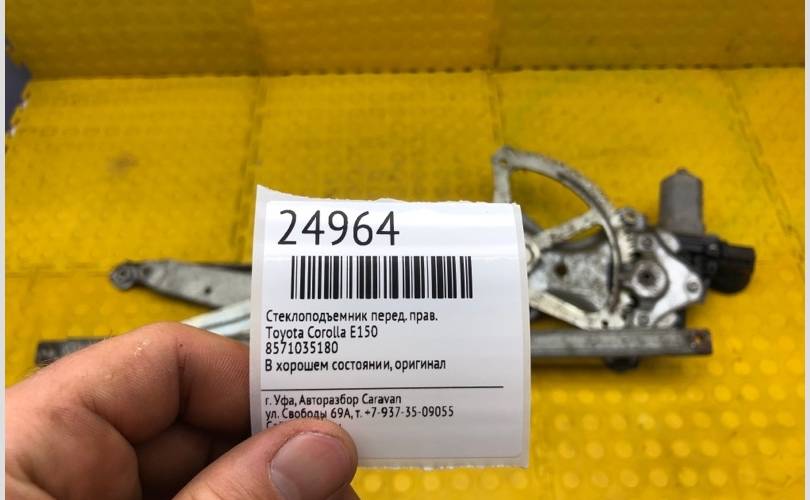 24964
Стеклоподъемник перед. прав.
Toyota Corolla E150
8571035180
В хорошем состоянии, оригинал
г. Уфа, Авторазбор Caravan
ул. Свободы 69А, т. +7-937-35-09055